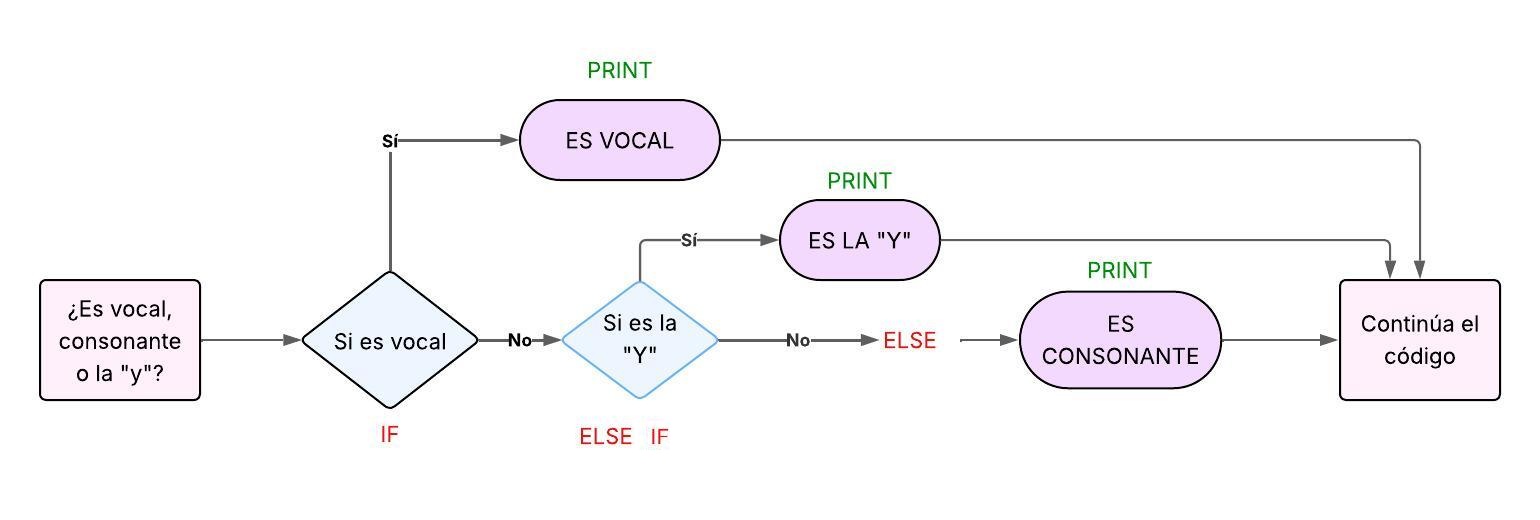 PRINT
Sí
ES VOCAL
PRINT
Sí
ES LA "Y"
PRINT
¿Es vocal,
consonante
o la "y"?
Si es vocal
No
Si es la
"Y"
No
ELSE
ES
CONSONANTE
Continúa el
código
IF
ELSE IF